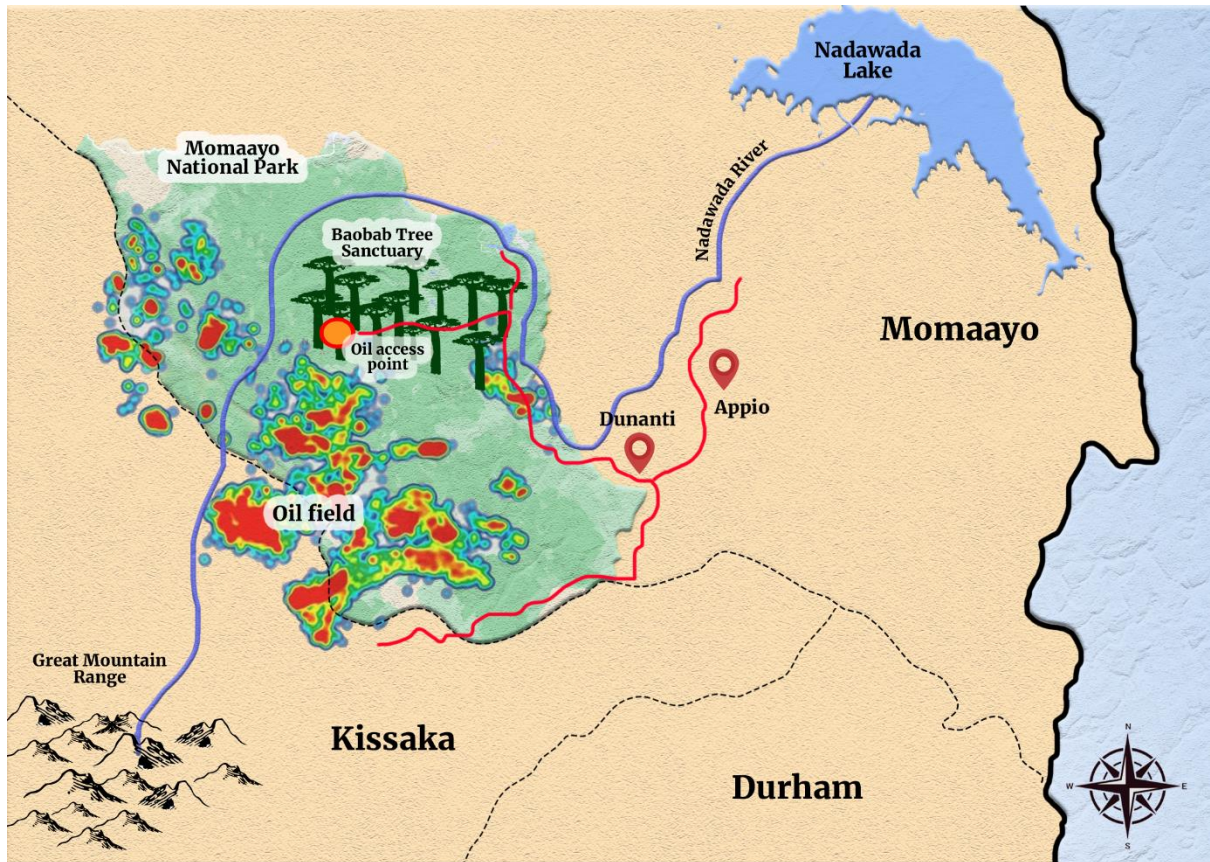 Nadawada
Lake
Momaayo
National Park
Nadawada River
Baobab Tree
Sanctuary
Momaayo
Oil access
point
Appio
Dunanti
Oil field
Great Mountain
Range
Kissaka
Durham
N
W
E
S